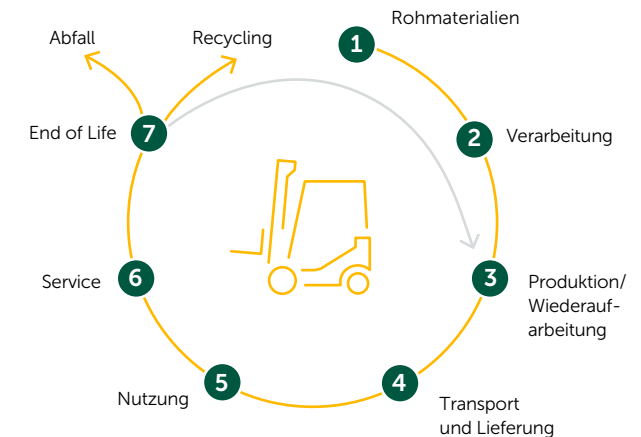 Rohmaterialien
1
2
Verarbeitung
3
Produktion/
Wiederauf-
arbeitung
4
Transport
und Lieferung
5
Nutzung
6
Service
7
End of Life
Abfall
Recycling